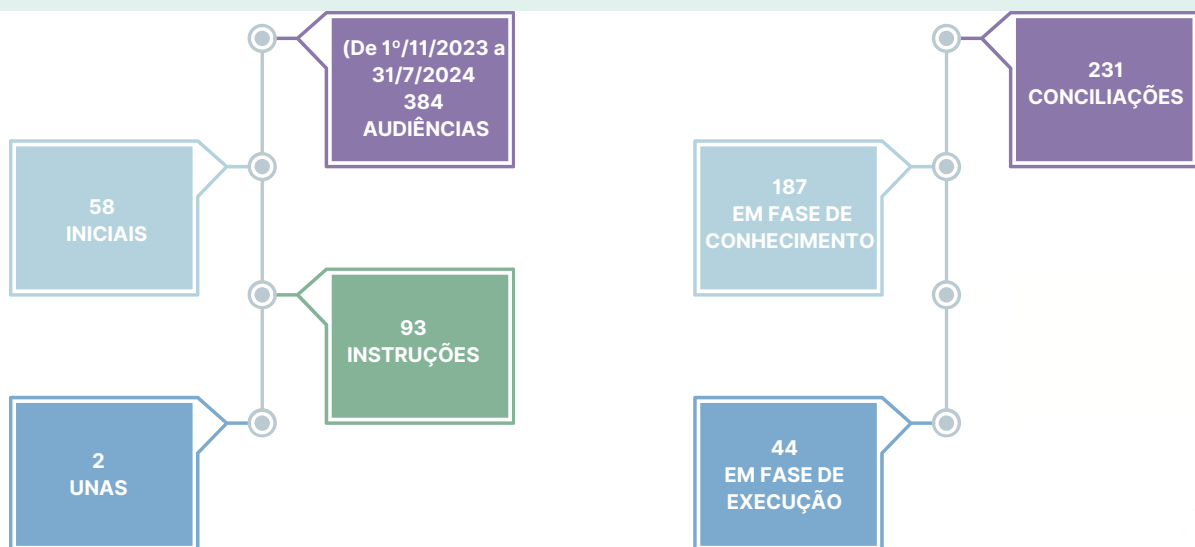 (De 1º/11/2023 a
31/7/2024
384
AUDIÊNCIAS
58
INICIAIS
93
INSTRUÇÕES
2
UNAS
231
CONCILIAÇÕES
187
EM FASE DE
CONHECIMENTO
44
EM FASE DE
EXECUÇÃO